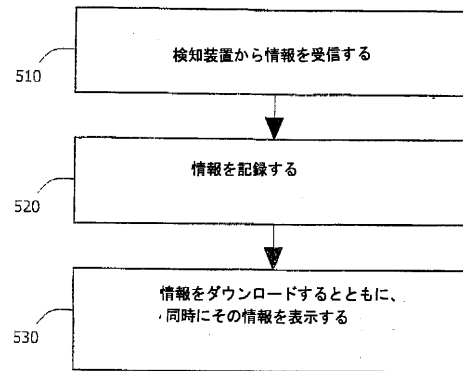 検知装置から情報を受信する
510
情報を記録する
520
情報をダウンロードするとともに、
同時にその情報を表示する
530